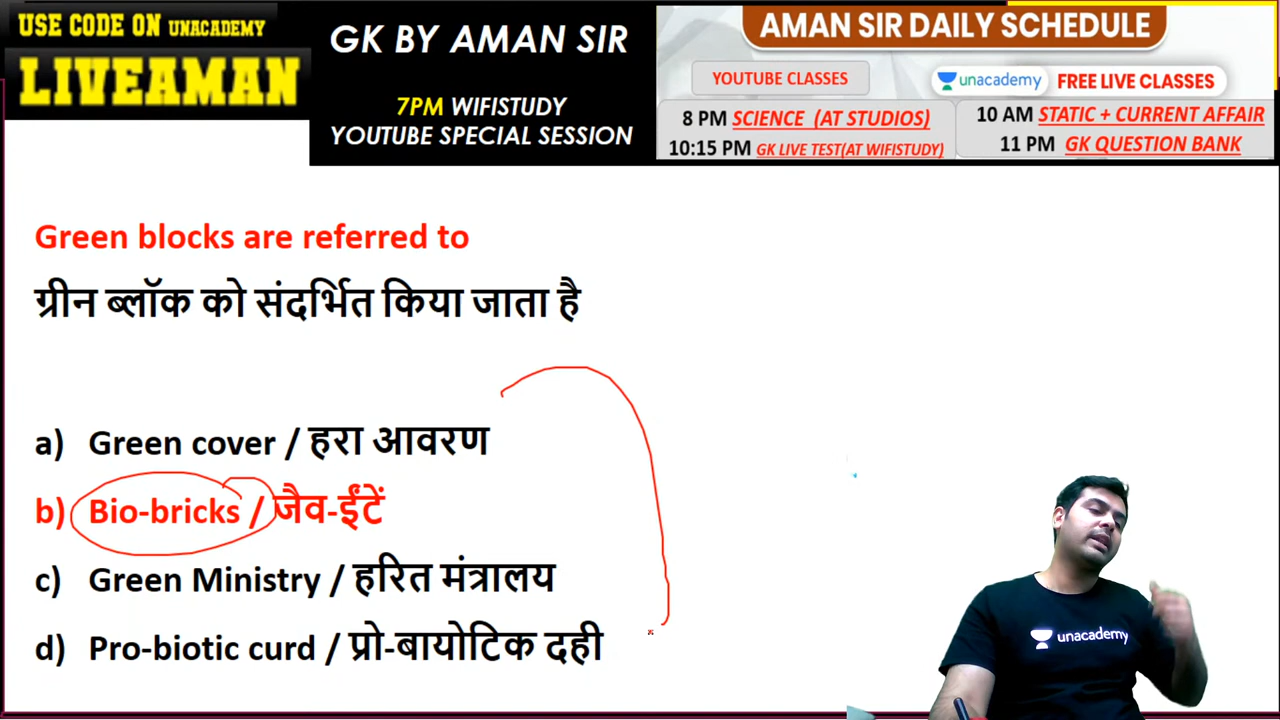 USE CODE ON UNACADEMY
LIVEAMAN
GK BY AMAN SIR
7PM WIFISTUDY
YOUTUBE SPECIAL SESSION
AMAN SIR DAILY SCHEDULE
YOUTUBE CLASSES
unacademy FREE LIVE CLASSES
8 PM SCIENCE (AT STUDIOS)
10:15 PM GK LIVE TEST(AT WIFISTUDY)
10 AM STATIC + CURRENT AFFAIR
11 PM GK QUESTION BANK
Green blocks are referred to
ग्रीन ब्लॉक को संदर्भित किया जाता है
a) Green cover / हरा आवरण
b) Bio-bricks / जैव-ईंटें
c) Green Ministry / हरित मंत्रालय
d) Pro-biotic curd / प्रो-बायोटिक दही
unacademy